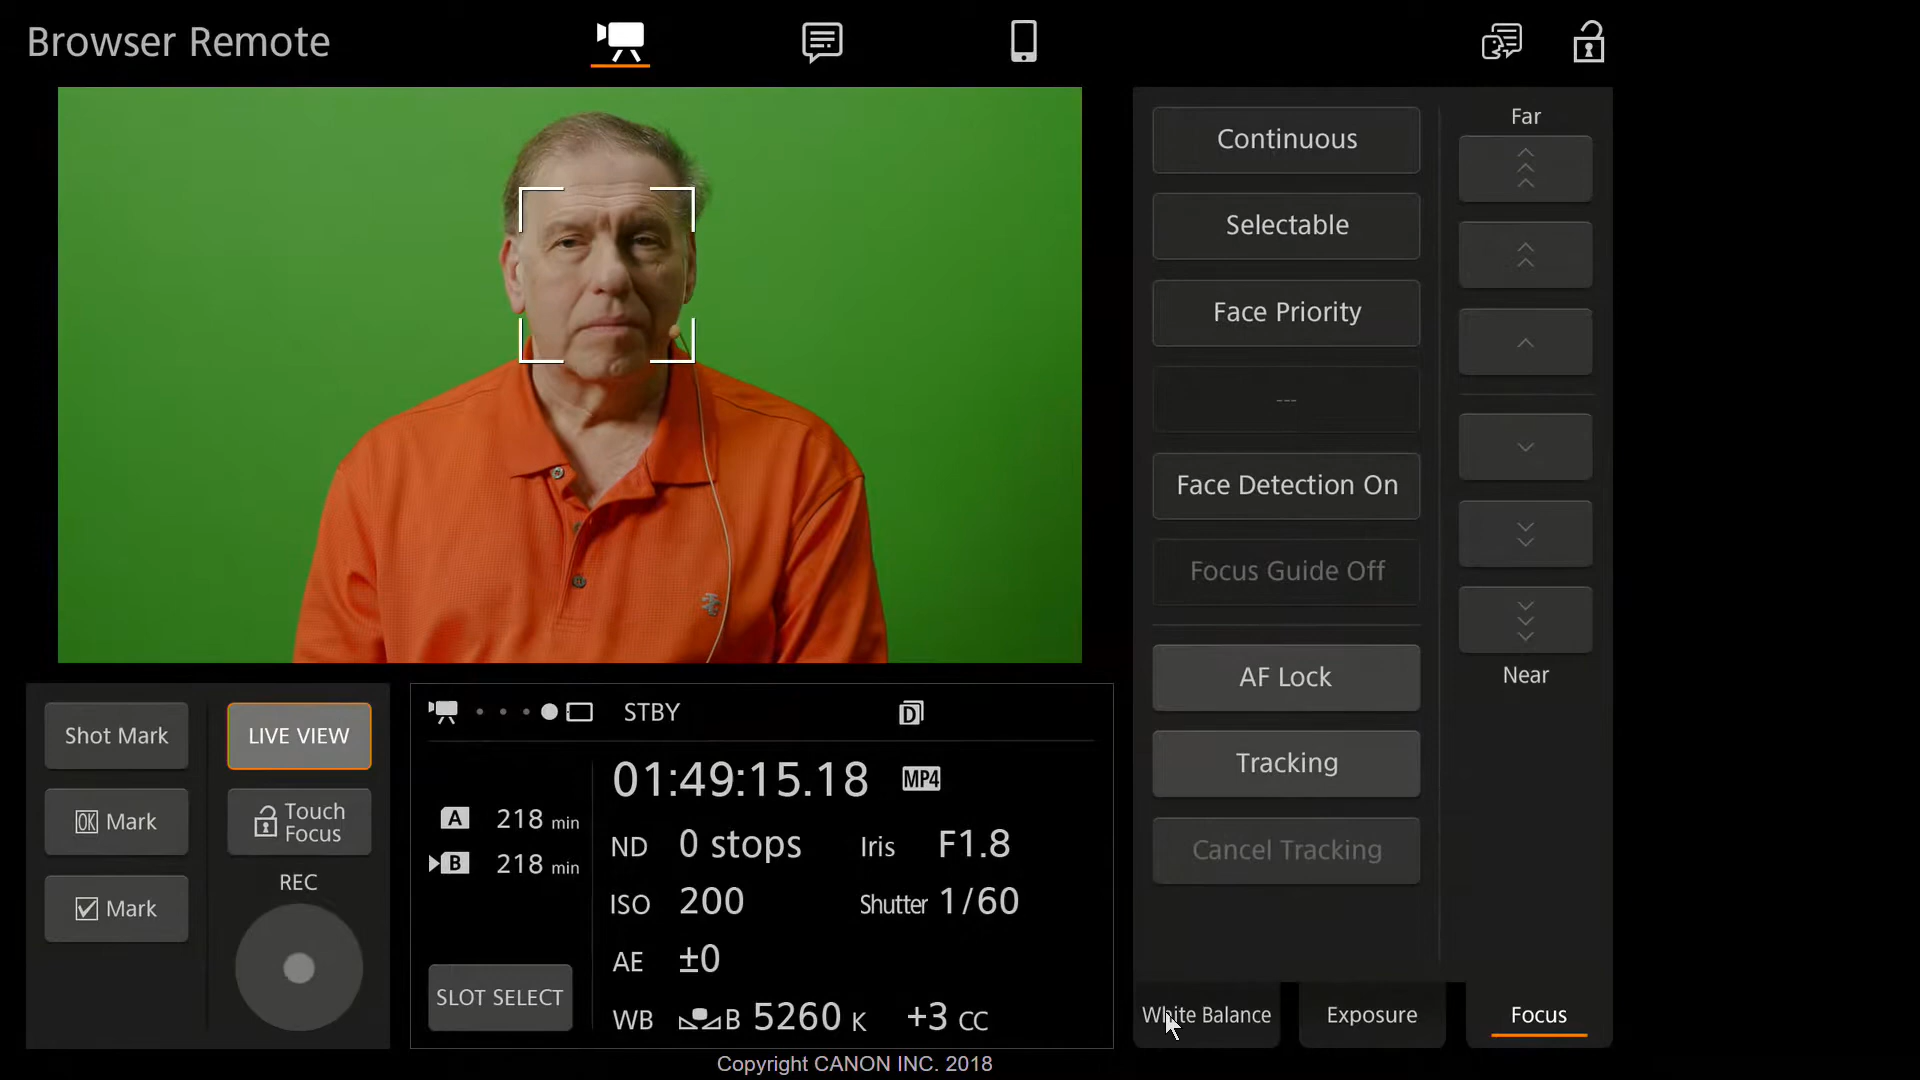 Browser Remote
Continuous
Selectable
Face Priority
---
Face Detection On
Focus Guide Off
AF Lock
Tracking
Cancel Tracking
Far
Near
Shot Mark
OK Mark
Mark
LIVE VIEW
Touch
Focus
REC
STBY
D
01:49:15.18 MP4
A 218 min
B 218 min
SLOT SELECT
ND 0 stops Iris F1.8
ISO 200 Shutter 1/60
AE ±0
WB B 5260 K +3 CC
White Balance
Exposure
Focus
Copyright CANON INC. 2018